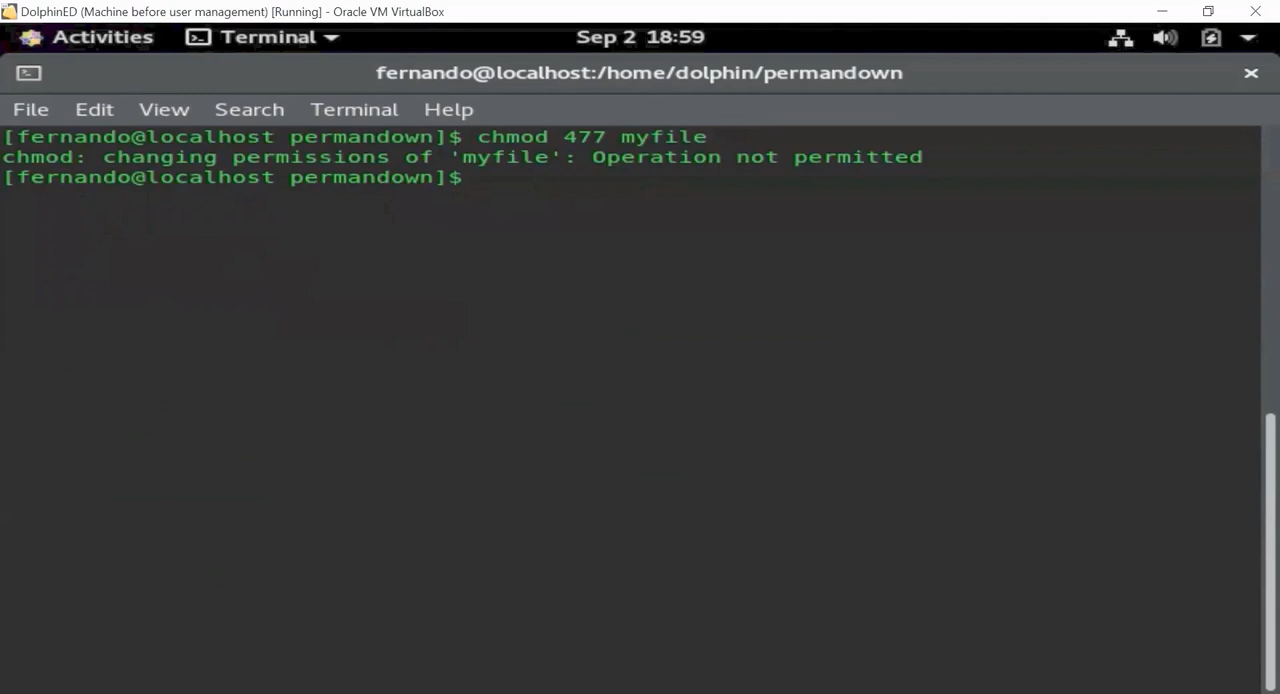 DolphinED (Machine before user management) [Running] - Oracle VM VirtualBox
Activities Terminal Sep 2 18:59
fernando@localhost:/home/dolphin/permandown
File Edit View Search Terminal Help
[fernando@localhost permandown]$ chmod 477 myfile
chmod: changing permissions of 'myfile': Operation not permitted
[fernando@localhost permandown]$